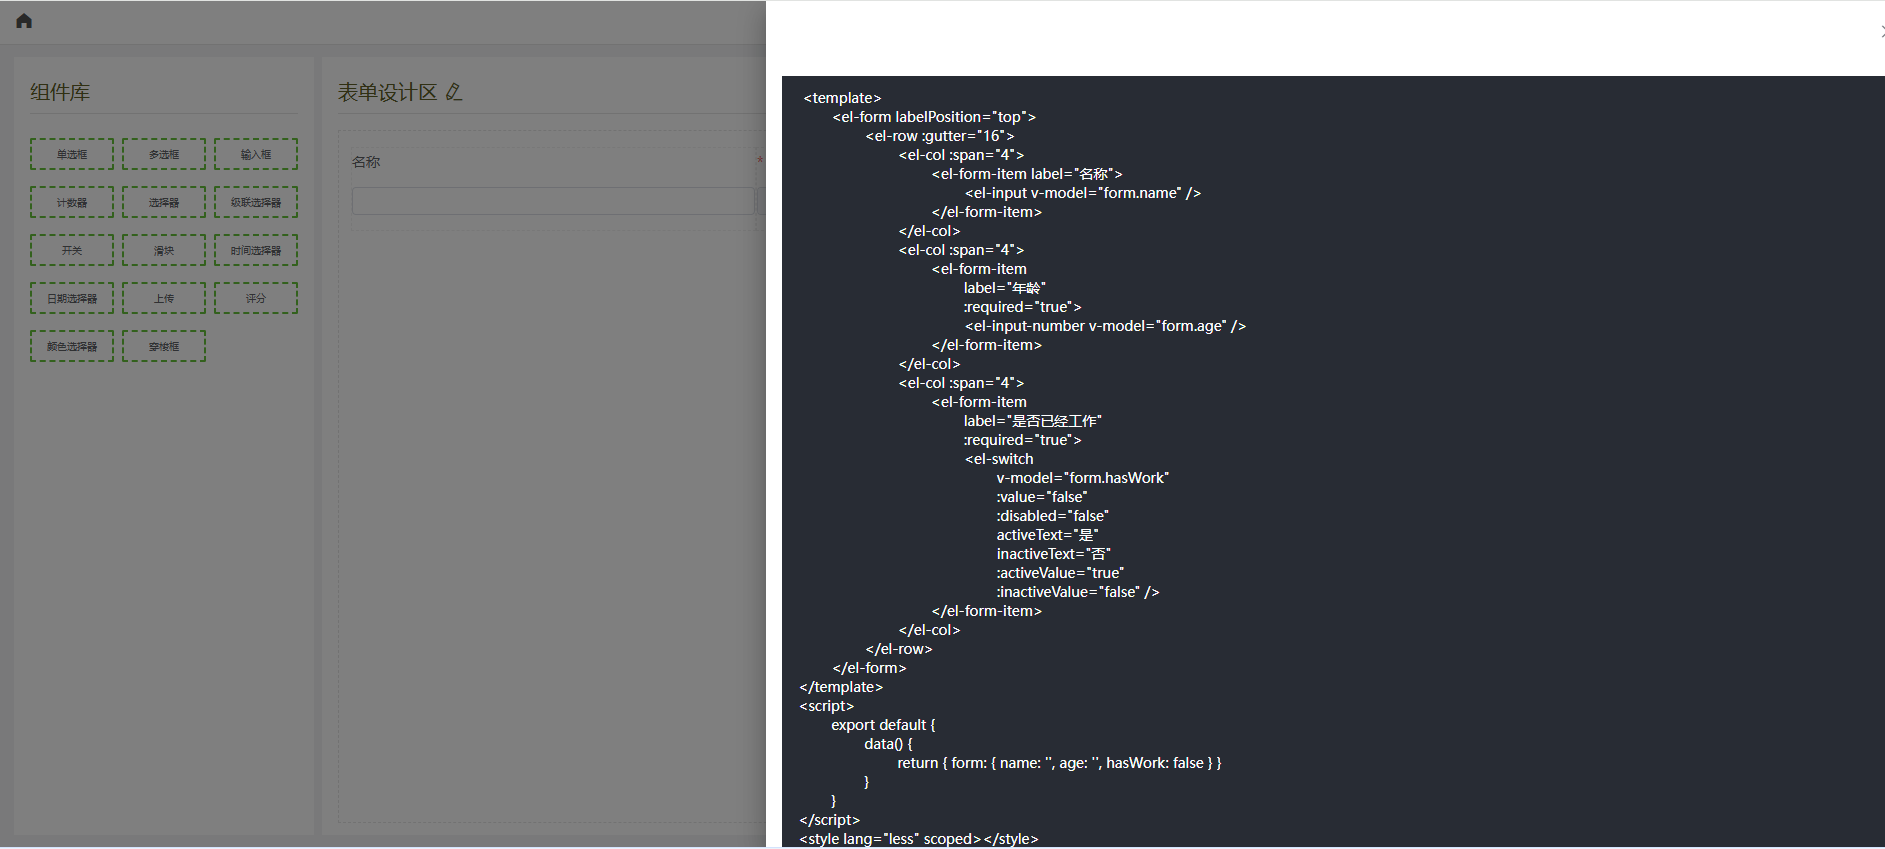 组件库
单选框 多选框 输入框
计数器 选择器 级联选择器
开关 滑块 时间选择器
日期选择器 上传 评分
颜色选择器 穿梭框
表单设计区
名称 *
<template>
<el-form labelPosition="top">
<el-row :gutter="16">
<el-col :span="4">
<el-form-item label="名称">
<el-input v-model="form.name" />
</el-form-item>
</el-col>
<el-col :span="4">
<el-form-item
label="年龄"
:required="true">
<el-input-number v-model="form.age" />
</el-form-item>
</el-col>
<el-col :span="4">
<el-form-item
label="是否已经工作"
:required="true">
<el-switch
v-model="form.hasWork"
:value="false"
:disabled="false"
activeText="是"
inactiveText="否"
:activeValue="true"
:inactiveValue="false" />
</el-form-item>
</el-col>
</el-row>
</el-form>
</template>
<script>
export default {
data() {
return { form: { name: '', age: '', hasWork: false } }
}
}
</script>
<style lang="less" scoped></style>